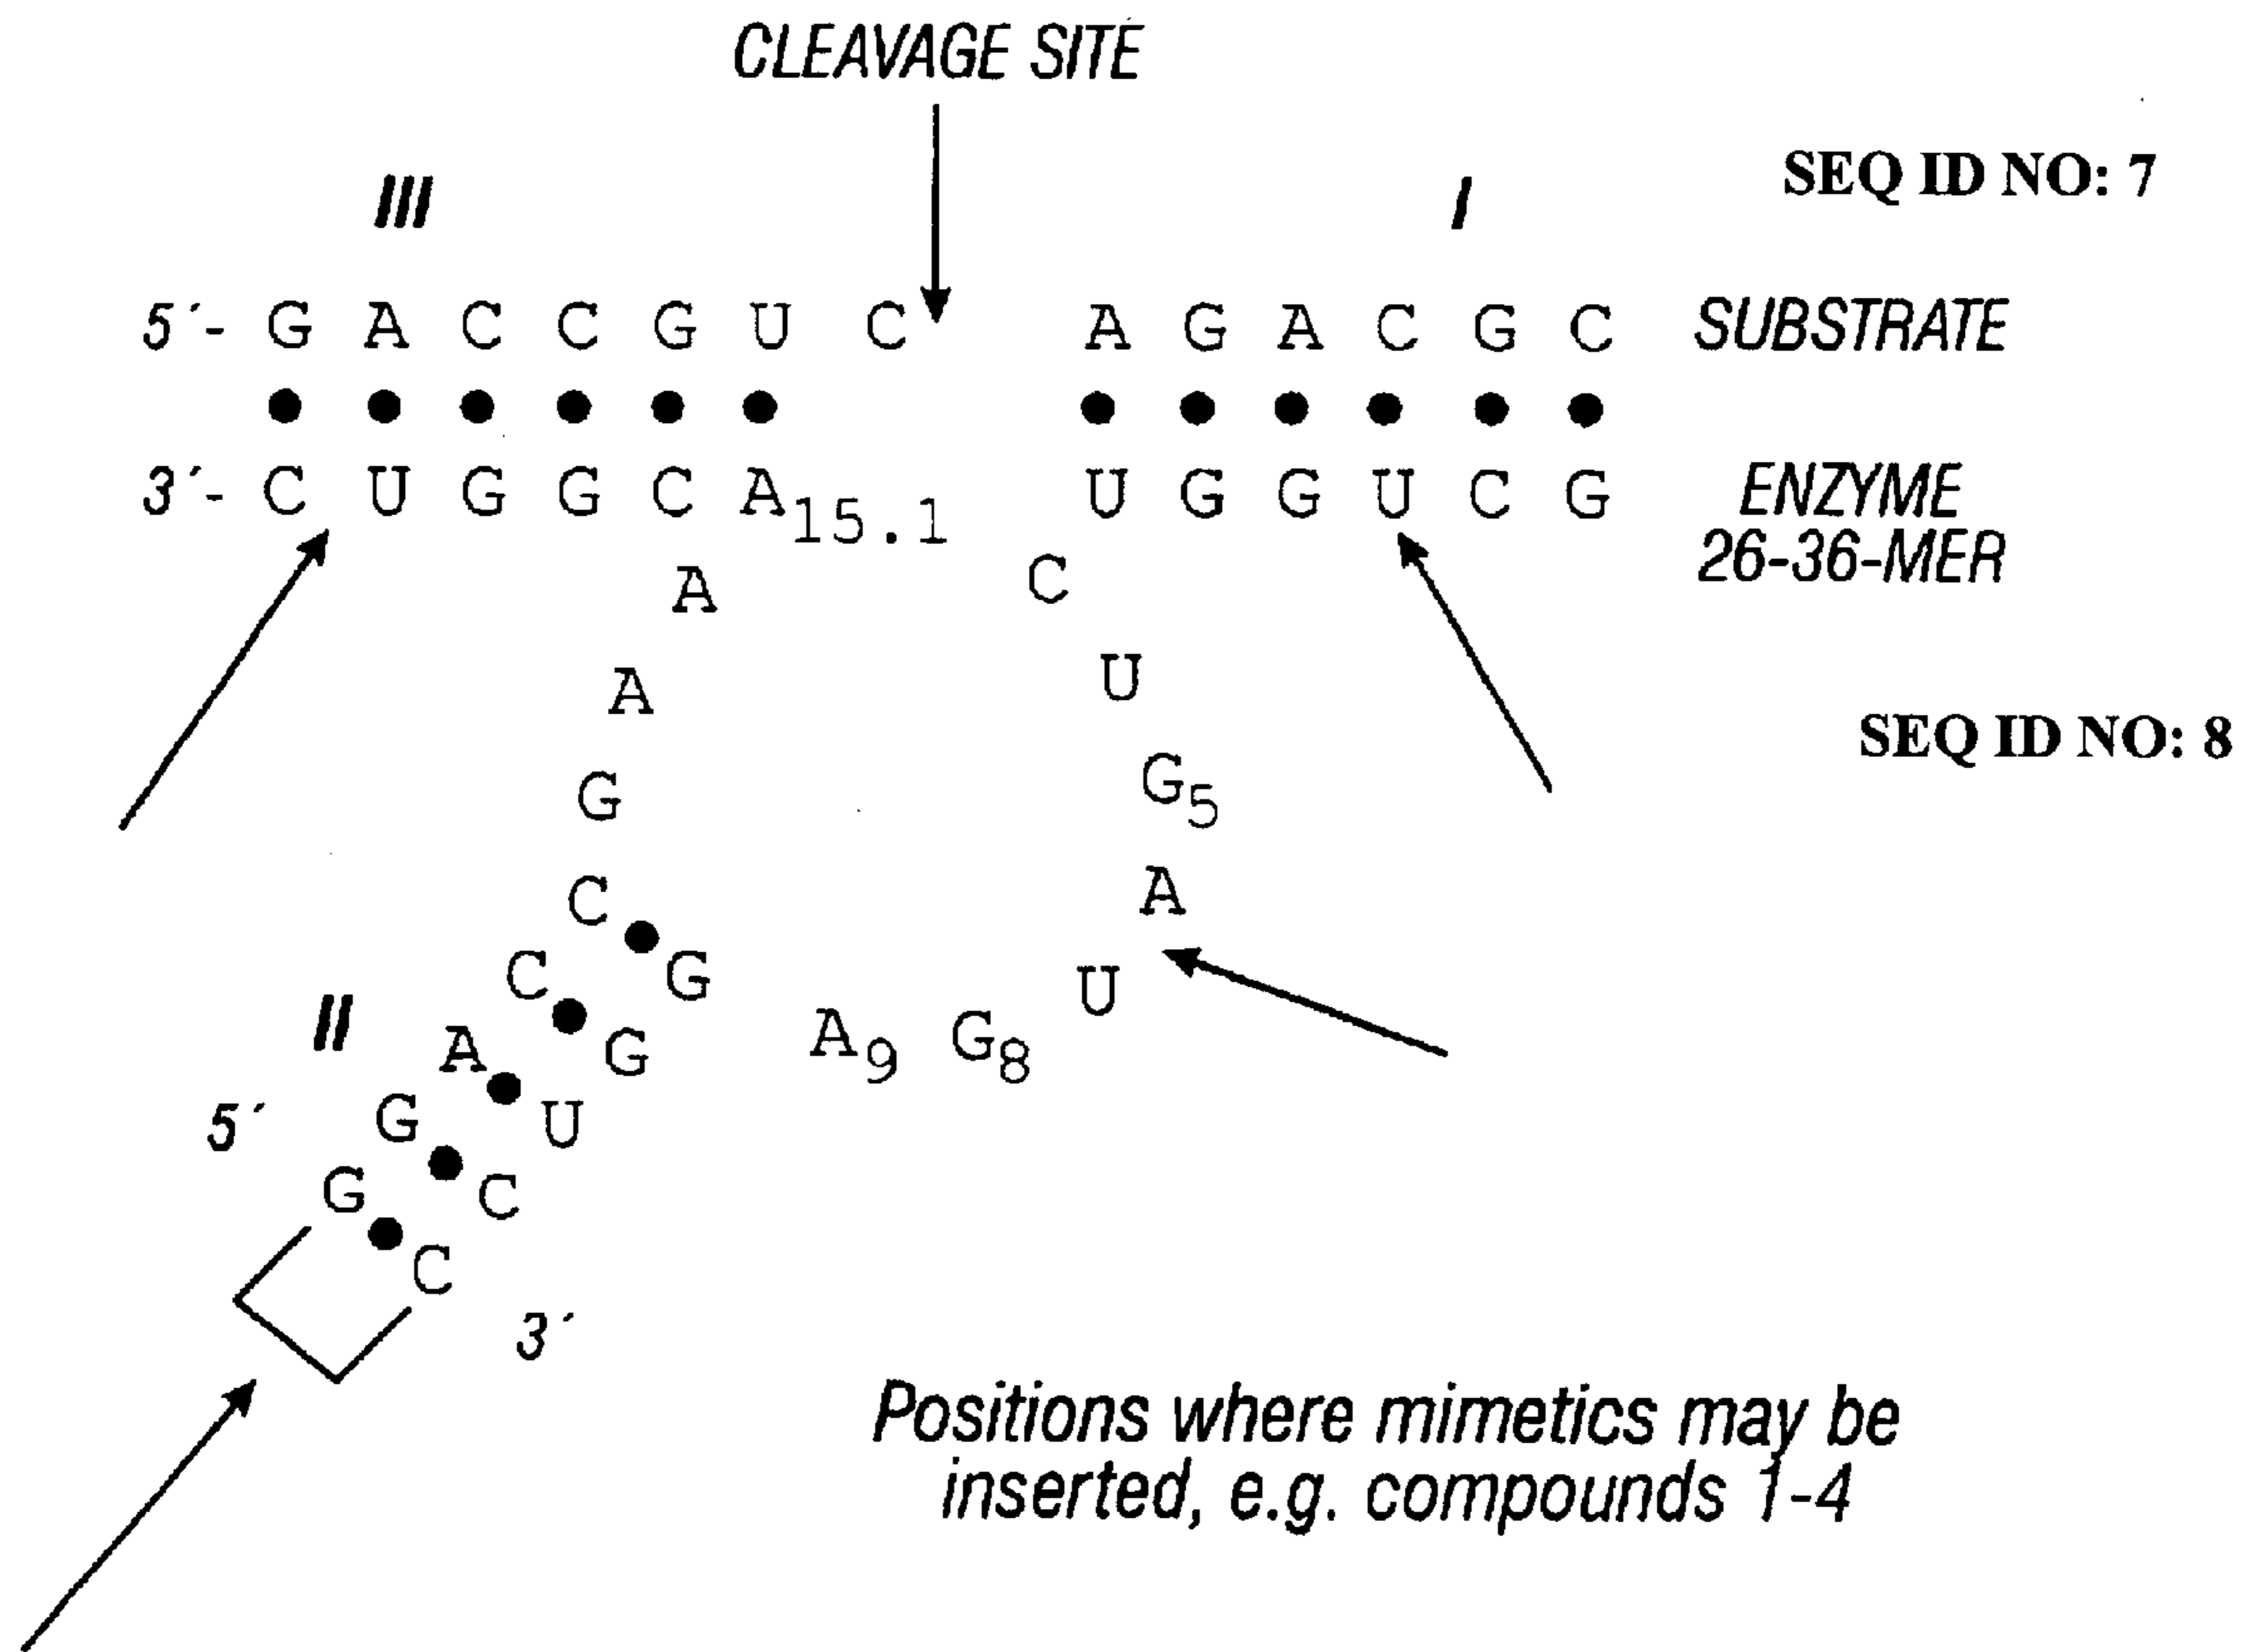 CLEAVAGE SITE
SEQ ID NO: 7
III I
5´- G A C C G U C A G A C G C SUBSTRATE
3´- C U G G C A15.1 U G G U C G ENZYME
26-36-MER
A C
A U
SEQ ID NO: 8
G G5
C A
C G U
II A G A9 G8
5´ G U
G C
C
3´
Positions where mimetics may be
inserted, e.g. compounds 1-4